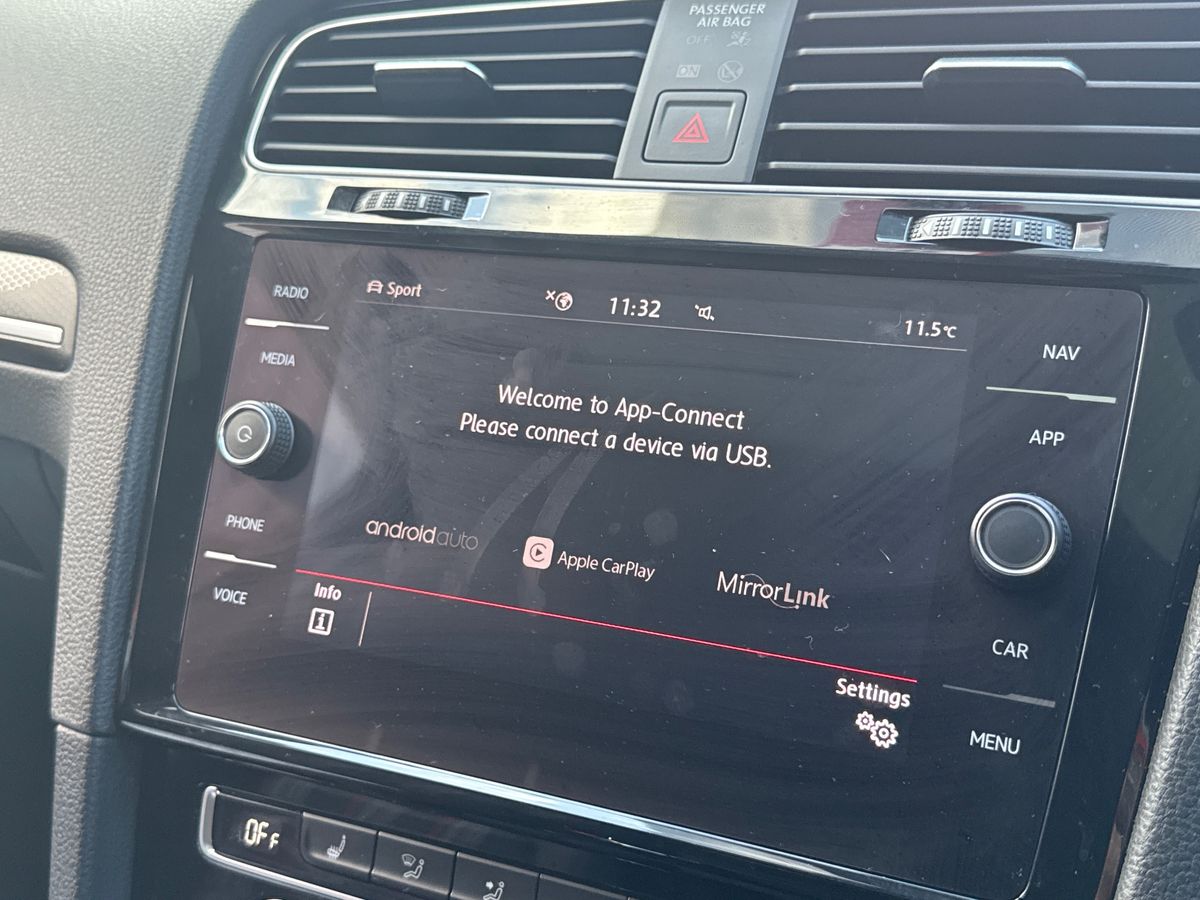 PASSENGER
AIR BAG
OFF
ON
RADIO
Sport
11:32
11.5°C
MEDIA
NAV
APP
Welcome to App-Connect
Please connect a device via USB.
PHONE
androidauto
Apple CarPlay
MirrorLink
VOICE
Info
CAR
Settings
MENU
OFF